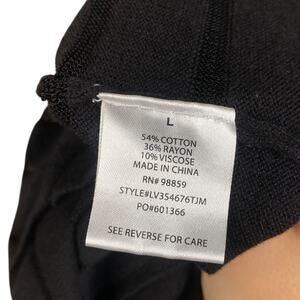 L
54% COTTON
36% RAYON
10% VISCOSE
MADE IN CHINA
RN# 98859
STYLE#LV3S4676TJM
PO#601366
SEE REVERSE FOR CARE